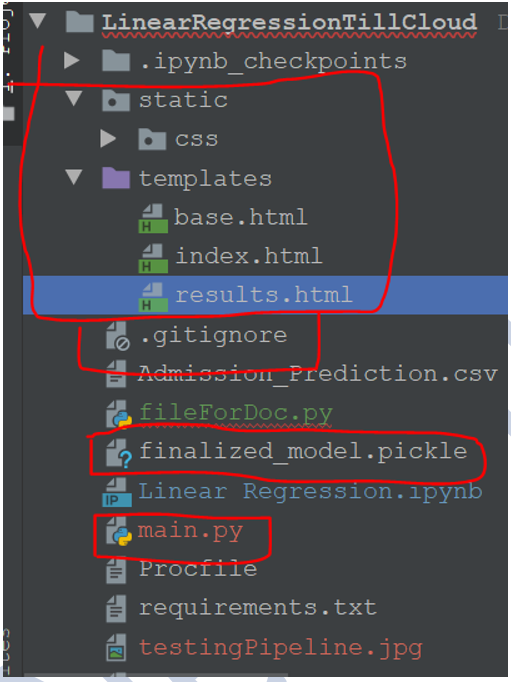 LinearRegressionTillCloud
.ipynb_checkpoints
static
css
templates
base.html
index.html
results.html
.gitignore
Admission_Prediction.csv
fileForDoc.py
finalized_model.pickle
Linear Regression.ipynb
main.py
Procfile
requirements.txt
testingPipeline.jpg